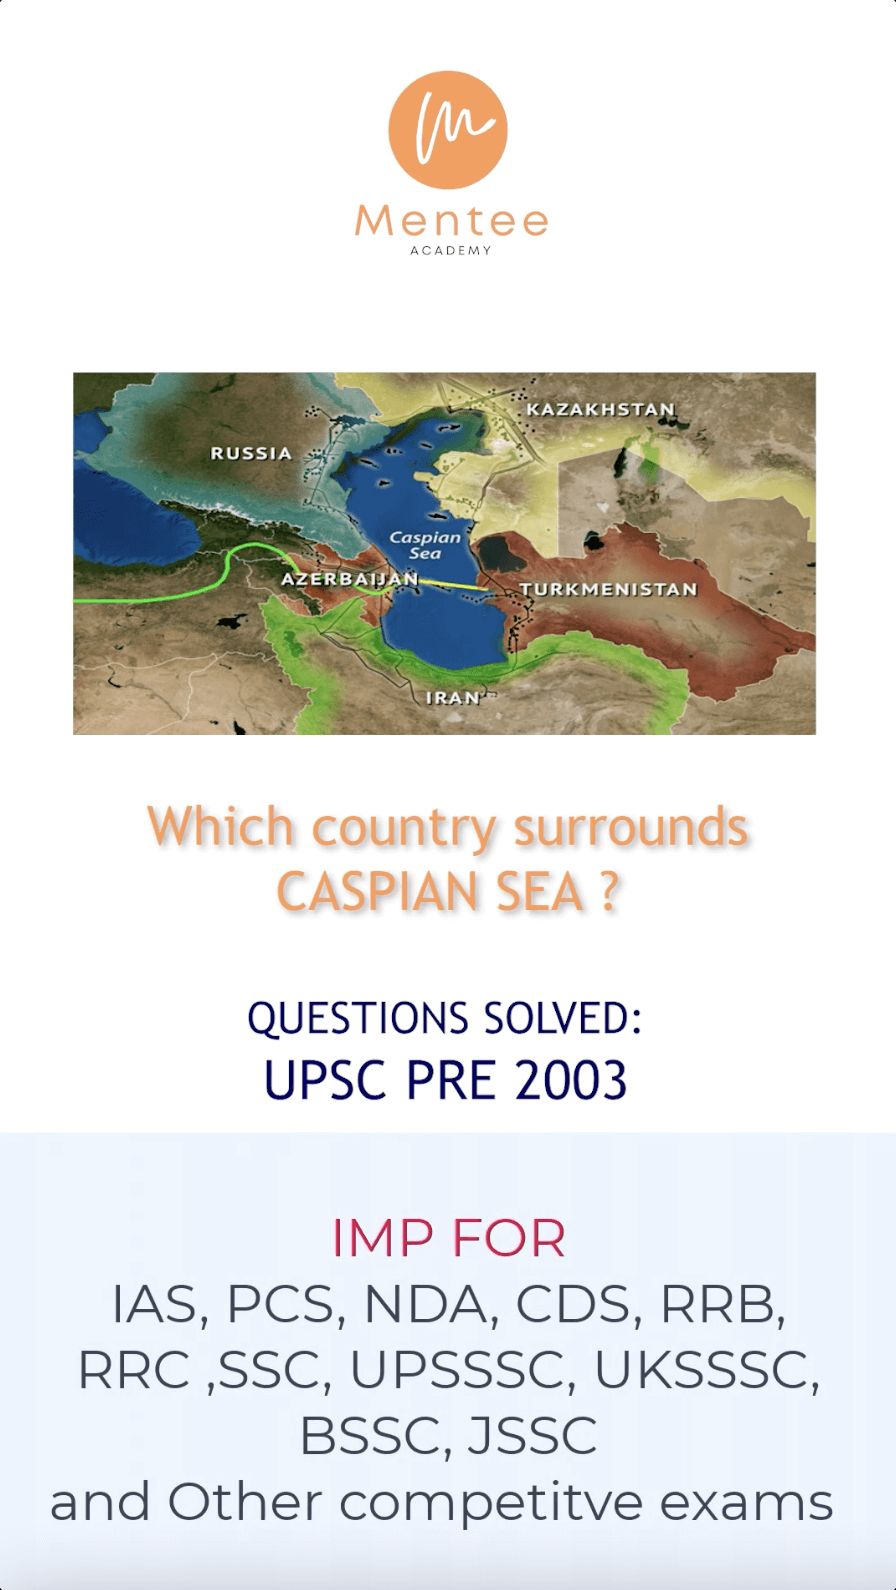 Mentee
ACADEMY
KAZAKHSTAN
RUSSIA
Caspian
Sea
AZERBAIJAN
TURKMENISTAN
IRAN
Which country surrounds
CASPIAN SEA ?
QUESTIONS SOLVED:
UPSC PRE 2003
IMP FOR
IAS, PCS, NDA, CDS, RRB,
RRC ,SSC, UPSSSC, UKSSSC,
BSSC, JSSC
and Other competitve exams